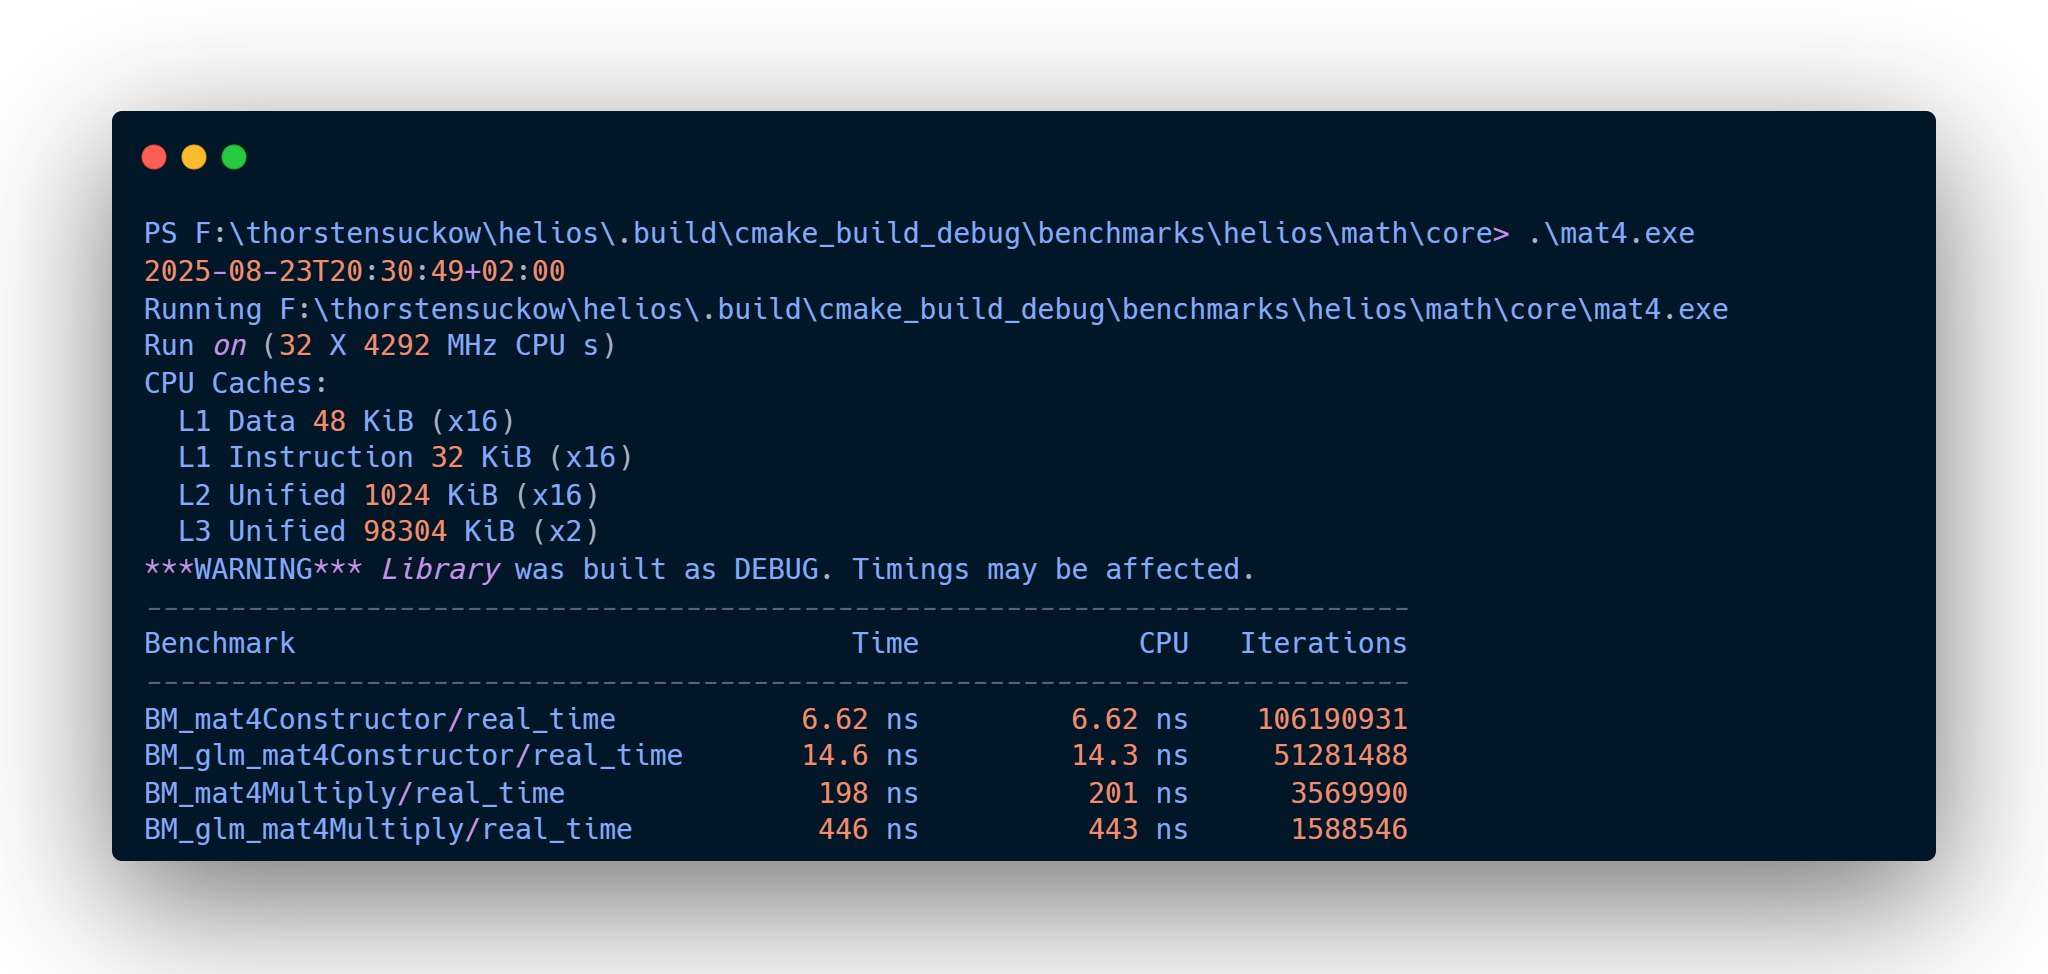 PS F:\thorstensuckow\helios\.build\cmake_build_debug\benchmarks\helios\math\core> .\mat4.exe
2025-08-23T20:30:49+02:00
Running F:\thorstensuckow\helios\.build\cmake_build_debug\benchmarks\helios\math\core\mat4.exe
Run on (32 X 4292 MHz CPU s)
CPU Caches:
  L1 Data 48 KiB (x16)
  L1 Instruction 32 KiB (x16)
  L2 Unified 1024 KiB (x16)
  L3 Unified 98304 KiB (x2)
***WARNING*** Library was built as DEBUG. Timings may be affected.
---------------------------------------------------------------------------
Benchmark                                 Time             CPU   Iterations
---------------------------------------------------------------------------
BM_mat4Constructor/real_time           6.62 ns         6.62 ns    106190931
BM_glm_mat4Constructor/real_time       14.6 ns         14.3 ns     51281488
BM_mat4Multiply/real_time               198 ns          201 ns      3569990
BM_glm_mat4Multiply/real_time           446 ns          443 ns      1588546